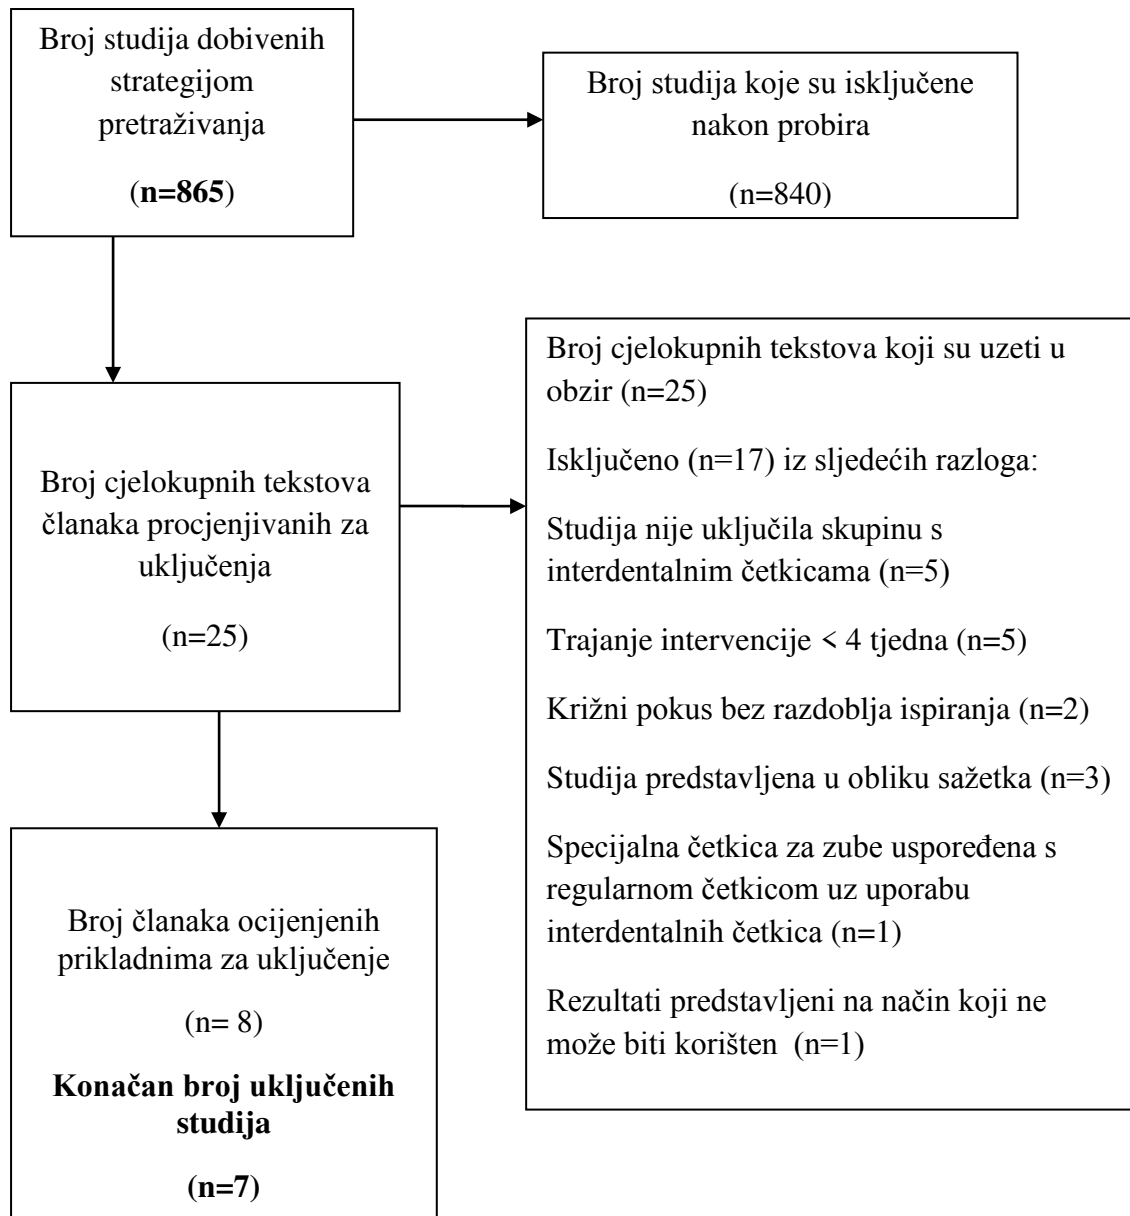 Broj studija dobivenih
strategijom
pretraživanja
(n=865)
Broj studija koje su isključene
nakon probira
(n=840)
Broj cjelokupnih tekstova
članaka procjenjivanih za
uključenja
(n=25)
Broj cjelokupnih tekstova koji su uzeti u
obzir (n=25)
Isključeno (n=17) iz sljedećih razloga:
Studija nije uključila skupinu s
interdentalnim četkicama (n=5)
Trajanje intervencije < 4 tjedna (n=5)
Križni pokus bez razdoblja ispiranja (n=2)
Studija predstavljena u obliku sažetka (n=3)
Specijalna četkica za zube uspoređena s
regularnom četkicom uz uporabu
interdentalnih četkica (n=1)
Rezultati predstavljeni na način koji ne
može biti korišten (n=1)
Broj članaka ocijenjenih
prikladnima za uključenje
(n= 8)
Konačan broj uključenih
studija
(n=7)